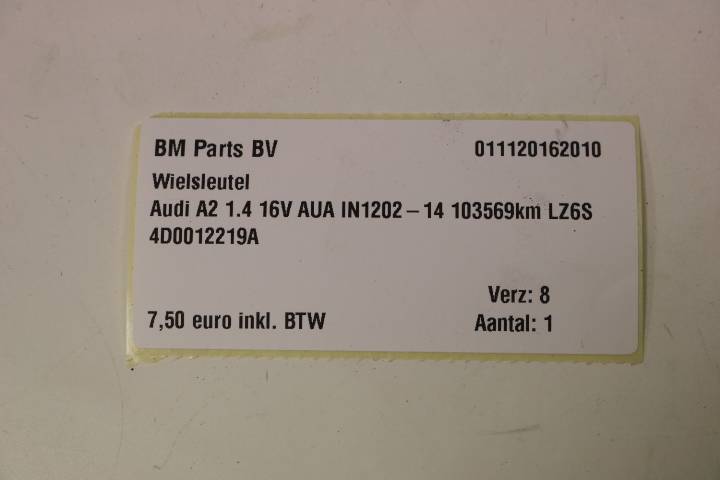 BM Parts BV 011120162010
Wielsleutel
Audi A2 1.4 16V AUA IN1202 – 14 103569km LZ6S
4D0012219A
Verz: 8
7,50 euro inkl. BTW Aantal: 1